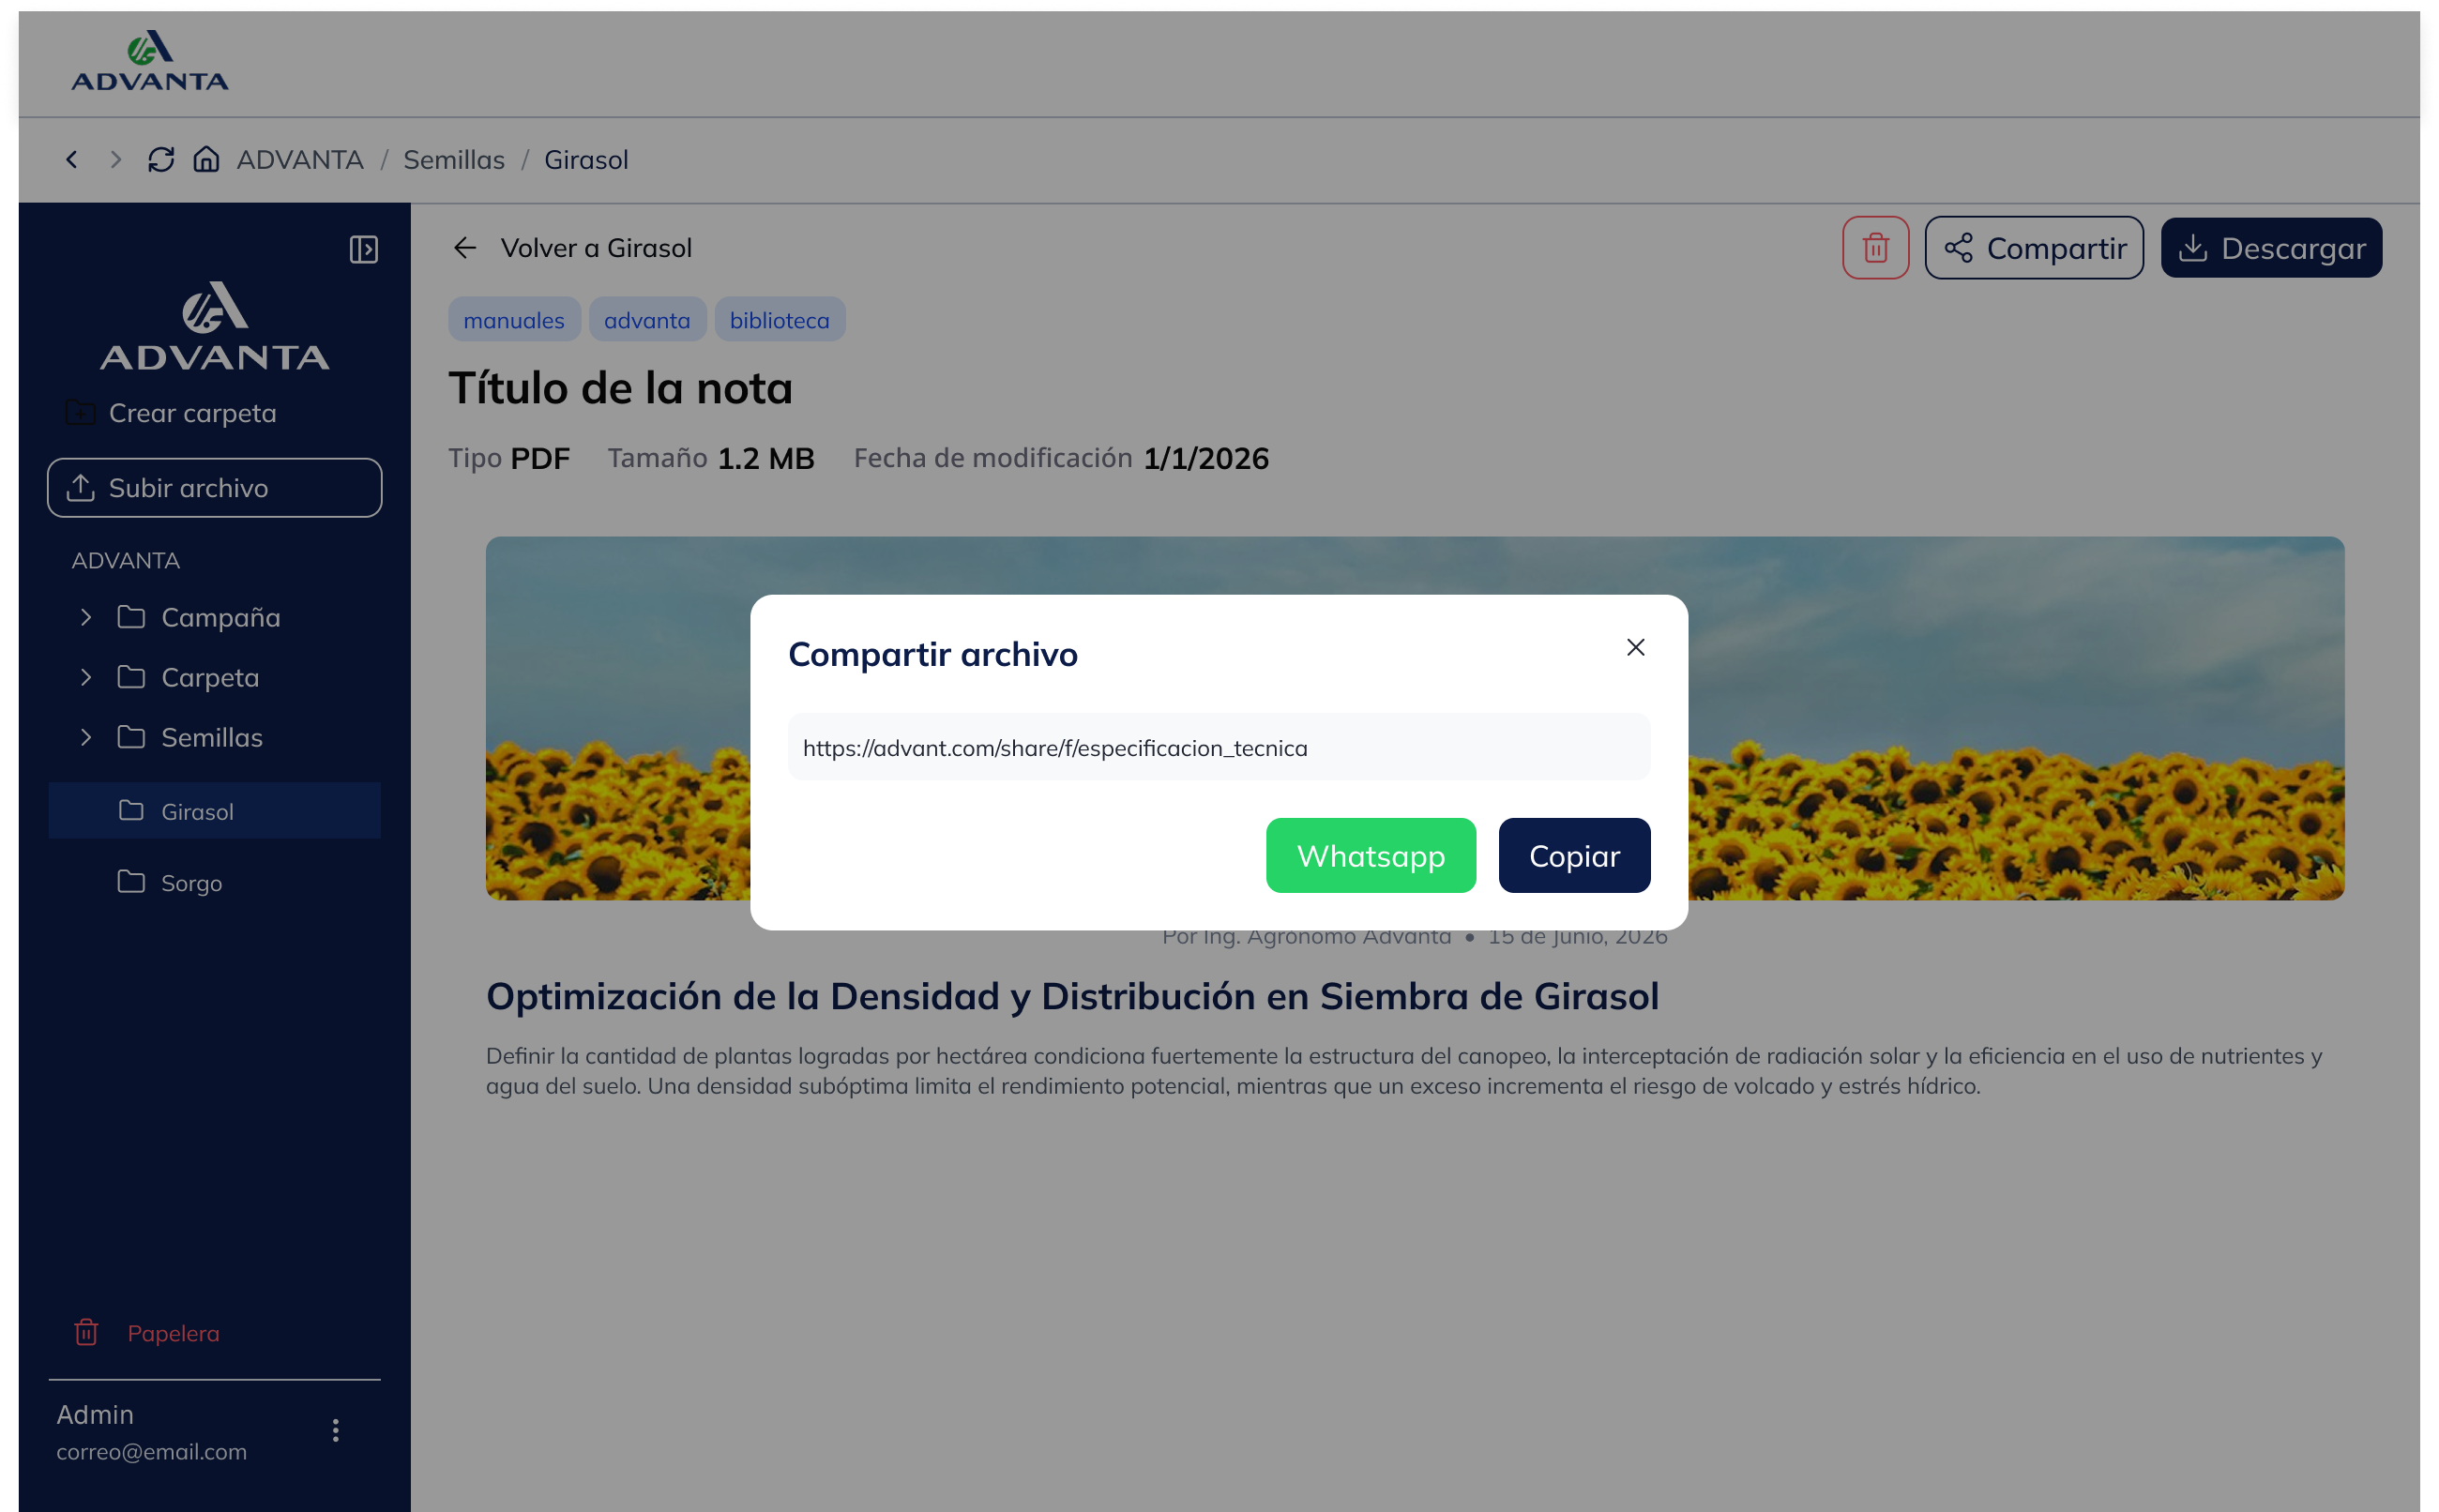 ADVANTA
ADVANTA / Semillas / Girasol
ADVANTA
Crear carpeta
Subir archivo
ADVANTA
Campaña
Carpeta
Semillas
Girasol
Sorgo
Papelera
Admin
correo@email.com
Volver a Girasol
Compartir
Descargar
manuales advanta biblioteca
Título de la nota
Tipo PDF Tamaño 1.2 MB Fecha de modificación 1/1/2026
Compartir archivo
https://advant.com/share/f/especificacion_tecnica
Whatsapp
Copiar
Por Ing. Agrónomo Advanta • 15 de Junio, 2026
Optimización de la Densidad y Distribución en Siembra de Girasol
Definir la cantidad de plantas logradas por hectárea condiciona fuertemente la estructura del canopeo, la interceptación de radiación solar y la eficiencia en el uso de nutrientes y
agua del suelo. Una densidad subóptima limita el rendimiento potencial, mientras que un exceso incrementa el riesgo de volcado y estrés hídrico.